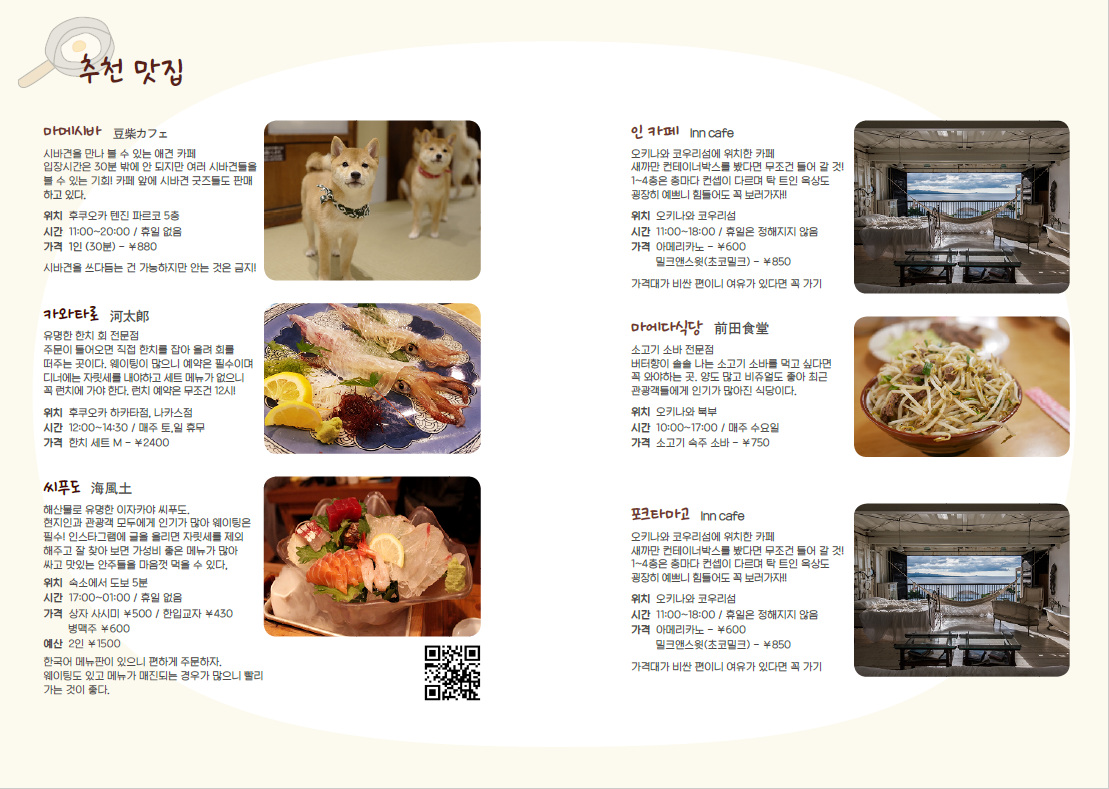 추천 맛집
마메시바 豆柴カフェ
시바견을 만나 볼 수 있는 애견 카페
입장시간은 30분 밖에 안 되지만 여러 시바견들을
볼 수 있는 기회! 카페 앞에 시바견 굿즈들도 판매
하고 있다.
위치 후쿠오카 텐진 파르코 5층
시간 11:00~20:00 / 휴일 없음
가격 1인 (30분) - ¥880
시바견을 쓰다듬는 건 가능하지만 안는 것은 금지!
카와타로 河太郎
유명한 한치 회 전문점
주문이 들어오면 직접 한치를 잡아 올려 회를
떠주는 곳이다. 웨이팅이 많으니 예약은 필수이며
디너에는 자릿세를 내야하고 세트 메뉴가 없으니
꼭 런치에 가야 한다. 런치 예약은 무조건 12시!
위치 후쿠오카 하카타점, 나카스점
시간 12:00~14:30 / 매주 토,일 휴무
가격 한치 세트 M - ¥2400
씨푸도 海風土
해산물로 유명한 이자카야 씨푸도.
현지인과 관광객 모두에게 인기가 많아 웨이팅은
필수! 인스타그램에 글을 올리면 자릿세를 제외
해주고 잘 찾아 보면 가성비 좋은 메뉴가 많아
싸고 맛있는 안주들을 마음껏 먹을 수 있다.
위치 숙소에서 도보 5분
시간 17:00~01:00 / 휴일 없음
가격 상자 사시미 ¥500 / 한입교자 ¥430
병맥주 ¥600
예산 2인 ¥1500
한국어 메뉴판이 있으니 편하게 주문하자.
웨이팅도 있고 메뉴가 매진되는 경우가 많으니 빨리
가는 것이 좋다.
인 카페 Inn cafe
오키나와 코우리섬에 위치한 카페
새까만 컨테이너박스를 봤다면 무조건 들어 갈 것!
1~4층은 층마다 컨셉이 다르며 탁 트인 옥상도
굉장히 예쁘니 힘들어도 꼭 보러가자!!
위치 오키나와 코우리섬
시간 11:00~18:00 / 휴일은 정해지지 않음
가격 아메리카노 - ¥600
밀크앤스윗(초코밀크) - ¥850
가격대가 비싼 편이니 여유가 있다면 꼭 가기
마에다식당 前田食堂
소고기 소바 전문점
버터향이 솔솔 나는 소고기 소바를 먹고 싶다면
꼭 와야하는 곳. 양도 많고 비쥬얼도 좋아 최근
관광객들에게 인기가 많아진 식당이다.
위치 오키나와 북부
시간 10:00~17:00 / 매주 수요일
가격 소고기 숙주 소바 - ¥750
포크타마고 Inn cafe
오키나와 코우리섬에 위치한 카페
새까만 컨테이너박스를 봤다면 무조건 들어 갈 것!
1~4층은 층마다 컨셉이 다르며 탁 트인 옥상도
굉장히 예쁘니 힘들어도 꼭 보러가자!!
위치 오키나와 코우리섬
시간 11:00~18:00 / 휴일은 정해지지 않음
가격 아메리카노 - ¥600
밀크앤스윗(초코밀크) - ¥850
가격대가 비싼 편이니 여유가 있다면 꼭 가기